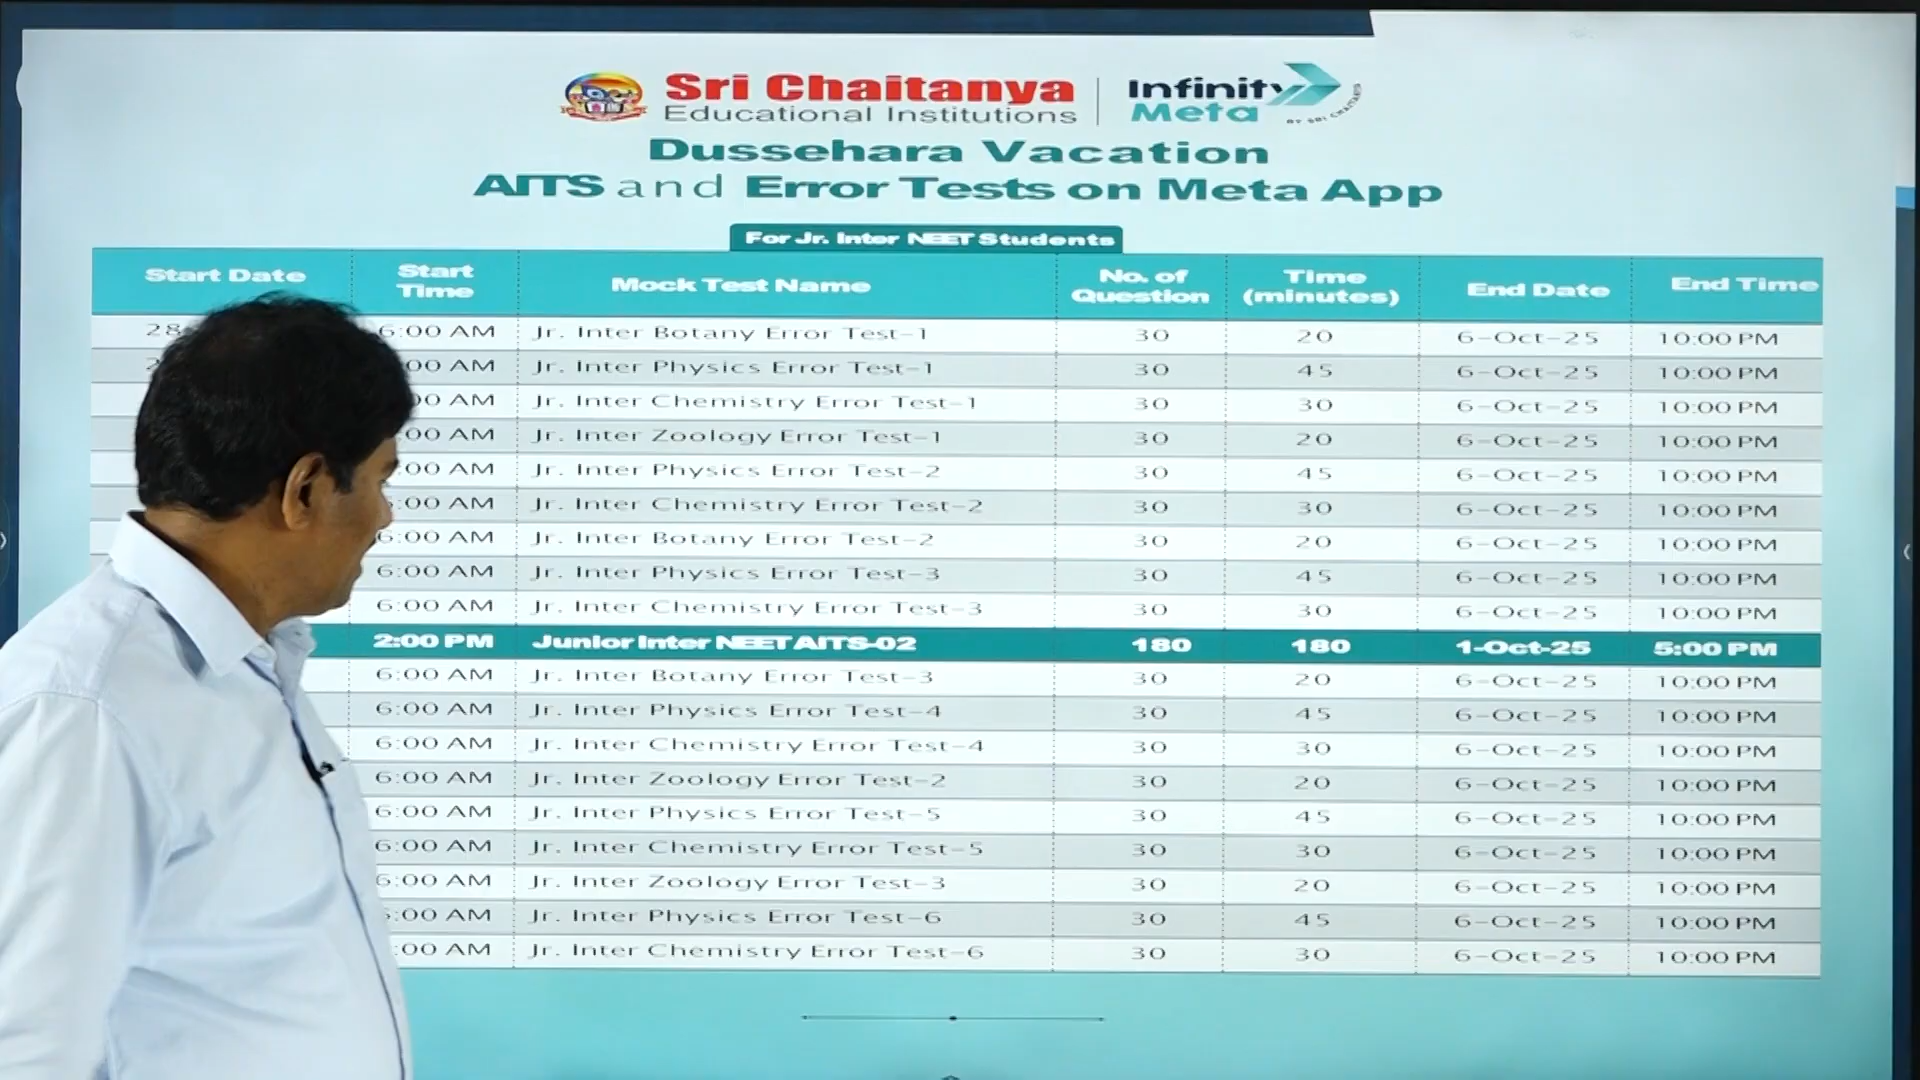 Sri Chaitanya
Educational Institutions
Infinity
Meta
BY SRI CHAITANYA
Dussehara Vacation
AITS and Error Tests on Meta App
For Jr. Inter NEET Students
Start Date Start Time Mock Test Name No. of Question Time (minutes) End Date End Time
28 6:00 AM Jr. Inter Botany Error Test-1 30 20 6-Oct-25 10:00 PM
2 :00 AM Jr. Inter Physics Error Test-1 30 45 6-Oct-25 10:00 PM
:00 AM Jr. Inter Chemistry Error Test-1 30 30 6-Oct-25 10:00 PM
:00 AM Jr. Inter Zoology Error Test-1 30 20 6-Oct-25 10:00 PM
:00 AM Jr. Inter Physics Error Test-2 30 45 6-Oct-25 10:00 PM
:00 AM Jr. Inter Chemistry Error Test-2 30 30 6-Oct-25 10:00 PM
6:00 AM Jr. Inter Botany Error Test-2 30 20 6-Oct-25 10:00 PM
6:00 AM Jr. Inter Physics Error Test-3 30 45 6-Oct-25 10:00 PM
6:00 AM Jr. Inter Chemistry Error Test-3 30 30 6-Oct-25 10:00 PM
2:00 PM Junior Inter NEET AITS-02 180 180 1-Oct-25 5:00 PM
6:00 AM Jr. Inter Botany Error Test-3 30 20 6-Oct-25 10:00 PM
6:00 AM Jr. Inter Physics Error Test-4 30 45 6-Oct-25 10:00 PM
6:00 AM Jr. Inter Chemistry Error Test-4 30 30 6-Oct-25 10:00 PM
6:00 AM Jr. Inter Zoology Error Test-2 30 20 6-Oct-25 10:00 PM
6:00 AM Jr. Inter Physics Error Test-5 30 45 6-Oct-25 10:00 PM
6:00 AM Jr. Inter Chemistry Error Test-5 30 30 6-Oct-25 10:00 PM
6:00 AM Jr. Inter Zoology Error Test-3 30 20 6-Oct-25 10:00 PM
:00 AM Jr. Inter Physics Error Test-6 30 45 6-Oct-25 10:00 PM
:00 AM Jr. Inter Chemistry Error Test-6 30 30 6-Oct-25 10:00 PM